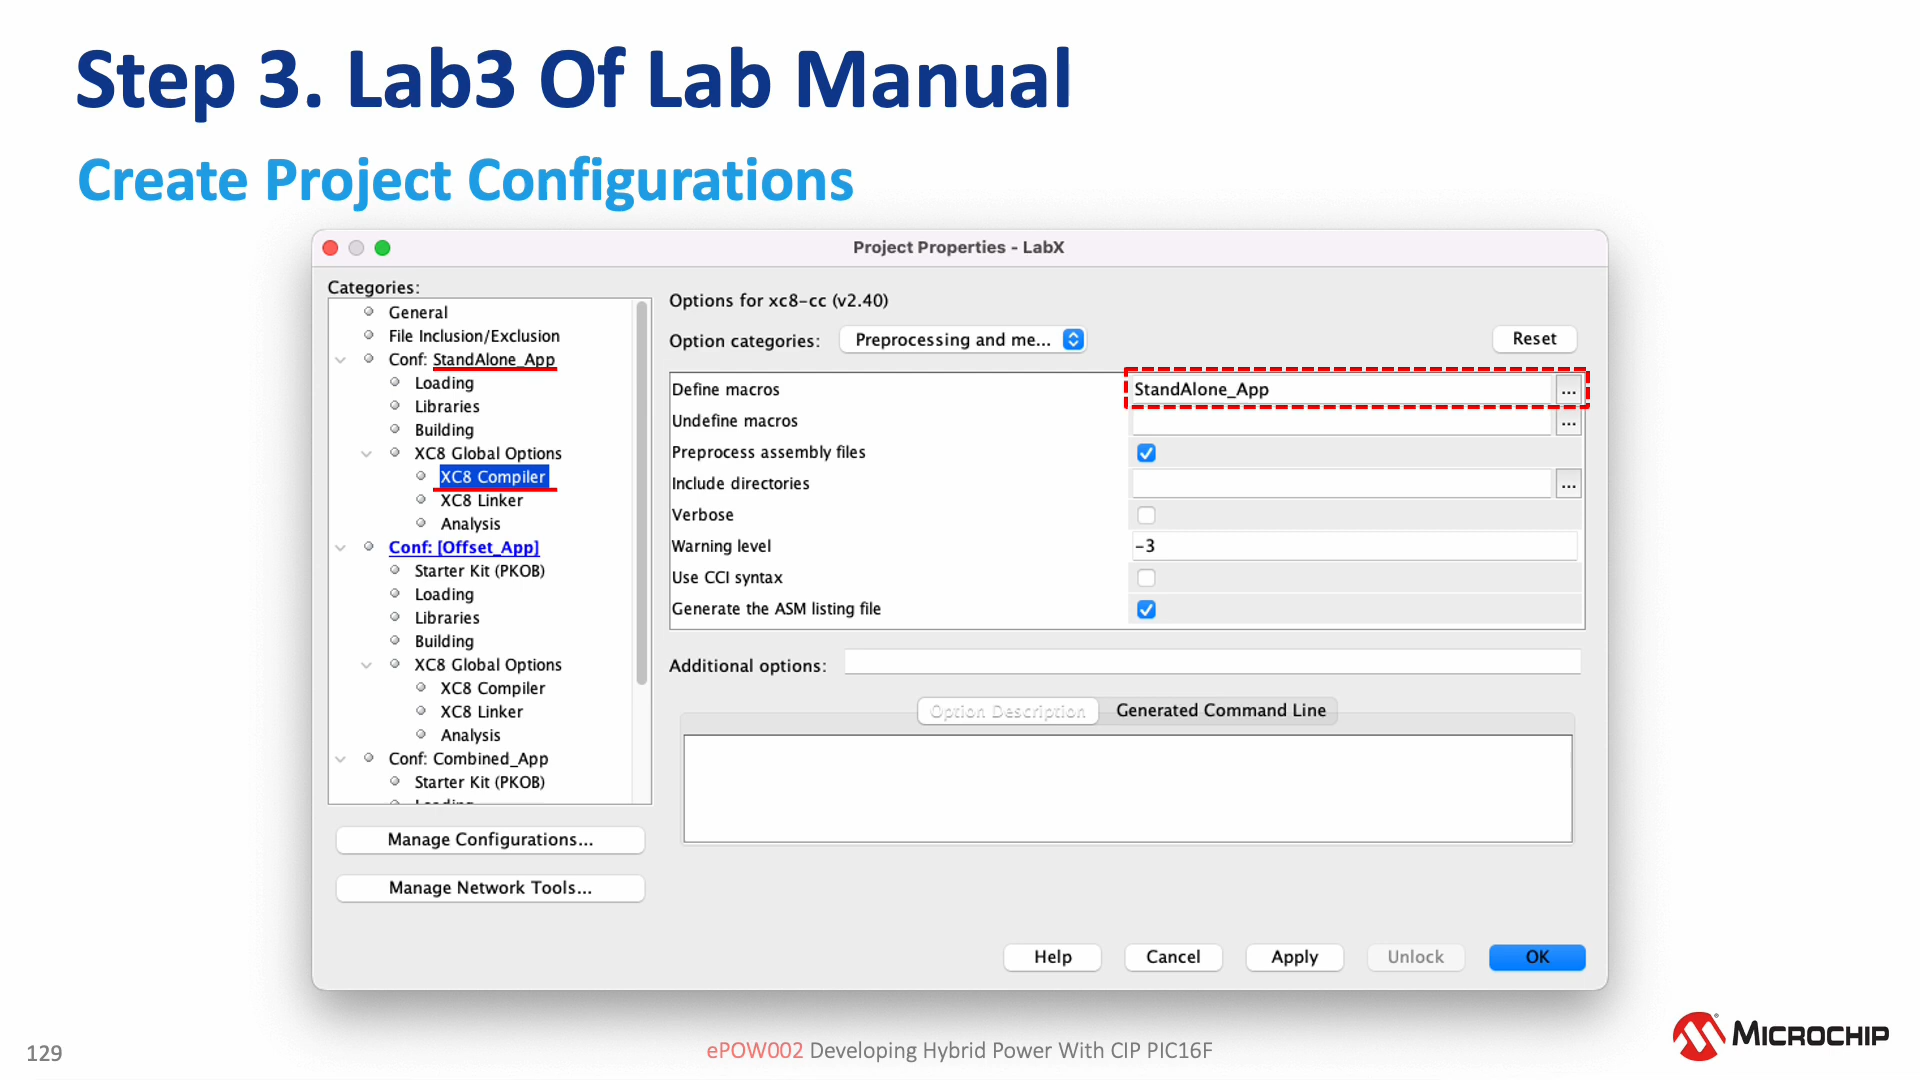 Step 3. Lab3 Of Lab Manual
Create Project Configurations
Project Properties - LabX
Categories:
General
File Inclusion/Exclusion
Conf: StandAlone_App
Loading
Libraries
Building
XC8 Global Options
XC8 Compiler
XC8 Linker
Analysis
Conf: [Offset_App]
Starter Kit (PKOB)
Loading
Libraries
Building
XC8 Global Options
XC8 Compiler
XC8 Linker
Analysis
Conf: Combined_App
Starter Kit (PKOB)
Loading
Manage Configurations...
Manage Network Tools...
Options for xc8-cc (v2.40)
Option categories: Preprocessing and me... Reset
Define macros StandAlone_App ...
Undefine macros ...
Preprocess assembly files
Include directories ...
Verbose
Warning level -3
Use CCI syntax
Generate the ASM listing file
Additional options:
Option Description Generated Command Line
Help Cancel Apply Unlock OK
129
ePOW002 Developing Hybrid Power With CIP PIC16F
MICROCHIP